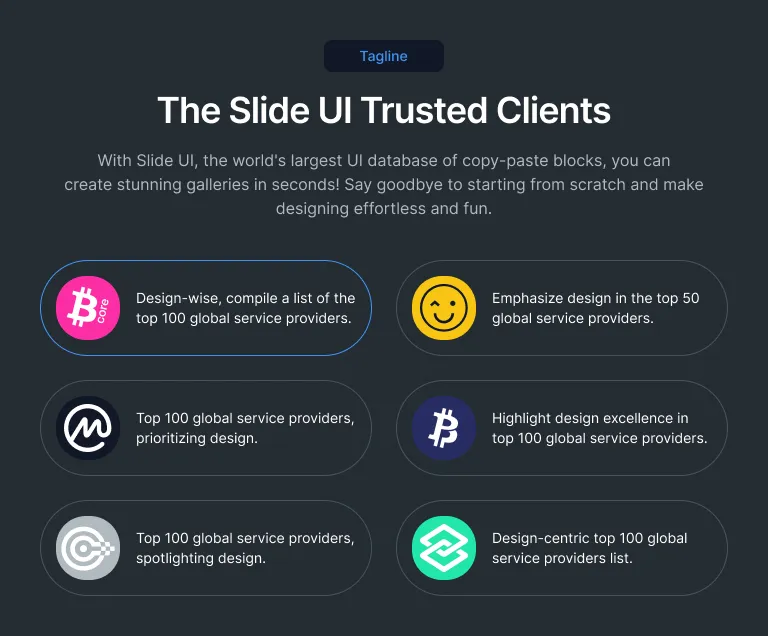 Tagline
The Slide UI Trusted Clients
With Slide UI, the world's largest UI database of copy-paste blocks, you can
create stunning galleries in seconds! Say goodbye to starting from scratch and make
designing effortless and fun.
core
Design-wise, compile a list of the
top 100 global service providers.
Emphasize design in the top 50
global service providers.
Top 100 global service providers,
prioritizing design.
Highlight design excellence in
top 100 global service providers.
Top 100 global service providers,
spotlighting design.
Design-centric top 100 global
service providers list.